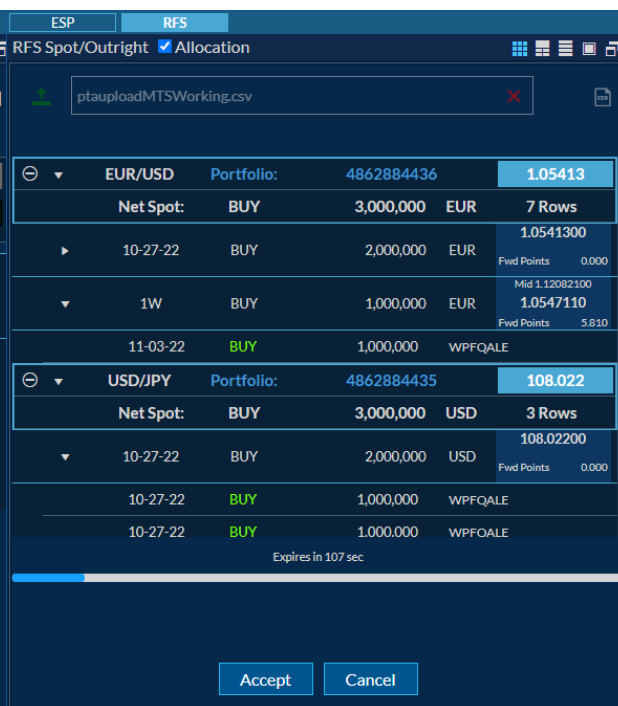 ESP RFS
RFS Spot/Outright Allocation
ptauploadMTSWorking.csv
CSV
EUR/USD Portfolio: 4862884436 1.05413
Net Spot: BUY 3,000,000 EUR 7 Rows
10-27-22 BUY 2,000,000 EUR 1.0541300
Fwd Points 0.000
Mid 1.12082100
1W BUY 1,000,000 EUR 1.0547110
Fwd Points 5.810
11-03-22 BUY 1,000,000 WPFQALE
USD/JPY Portfolio: 4862884435 108.022
Net Spot: BUY 3,000,000 USD 3 Rows
10-27-22 BUY 2,000,000 USD 108.02200
Fwd Points 0.000
10-27-22 BUY 1,000,000 WPFQALE
10-27-22 BUY 1,000,000 WPFQALE
Expires in 107 sec
Accept Cancel